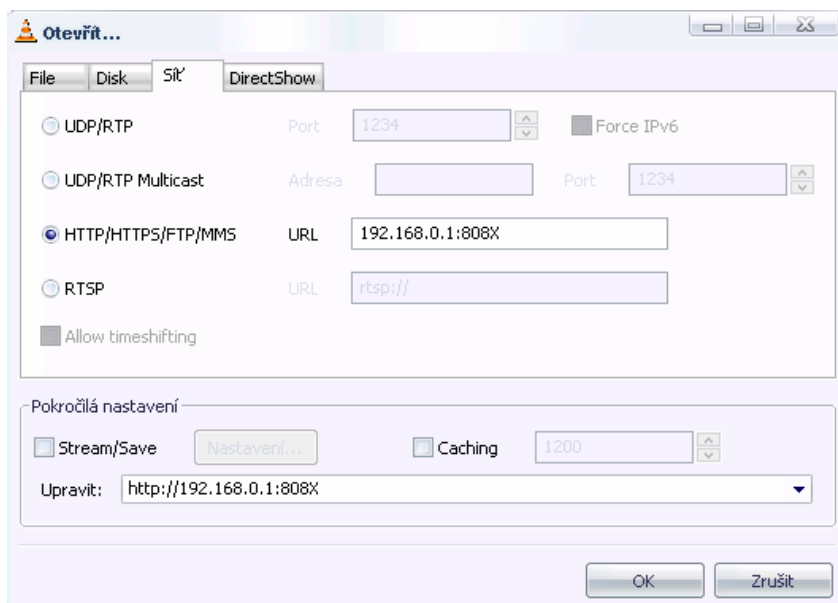 Otevřít...
File Disk Síť DirectShow
UDP/RTP Port 1234 Force IPv6
UDP/RTP Multicast Adresa Port 1234
HTTP/HTTPS/FTP/MMS URL 192.168.0.1:808X
RTSP URL rtsp://
Allow timeshifting
Pokročilá nastavení
Stream/Save Nastavení... Caching 1200
Upravit: http://192.168.0.1:808X
OK Zrušit